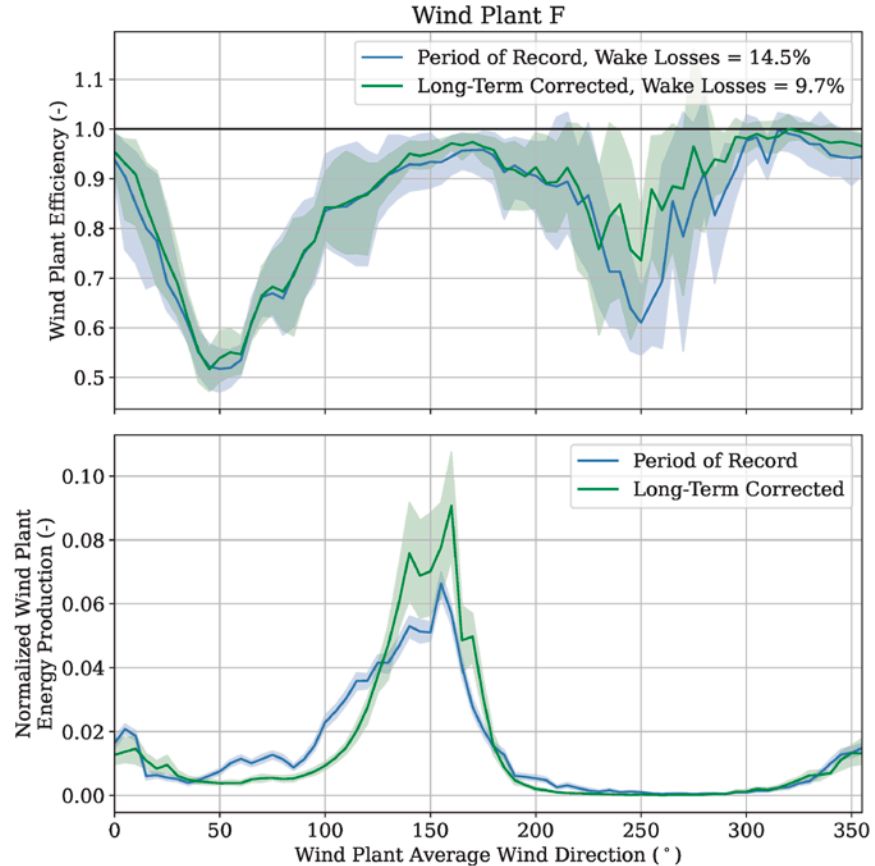 Wind Plant F
Period of Record, Wake Losses = 14.5%
Long-Term Corrected, Wake Losses = 9.7%
Wind Plant Efficiency (-)
1.1
1.0
0.9
0.8
0.7
0.6
0.5
Period of Record
Long-Term Corrected
Normalized Wind Plant
Energy Production (-)
0.10
0.08
0.06
0.04
0.02
0.00
0 50 100 150 200 250 300 350
Wind Plant Average Wind Direction (°)